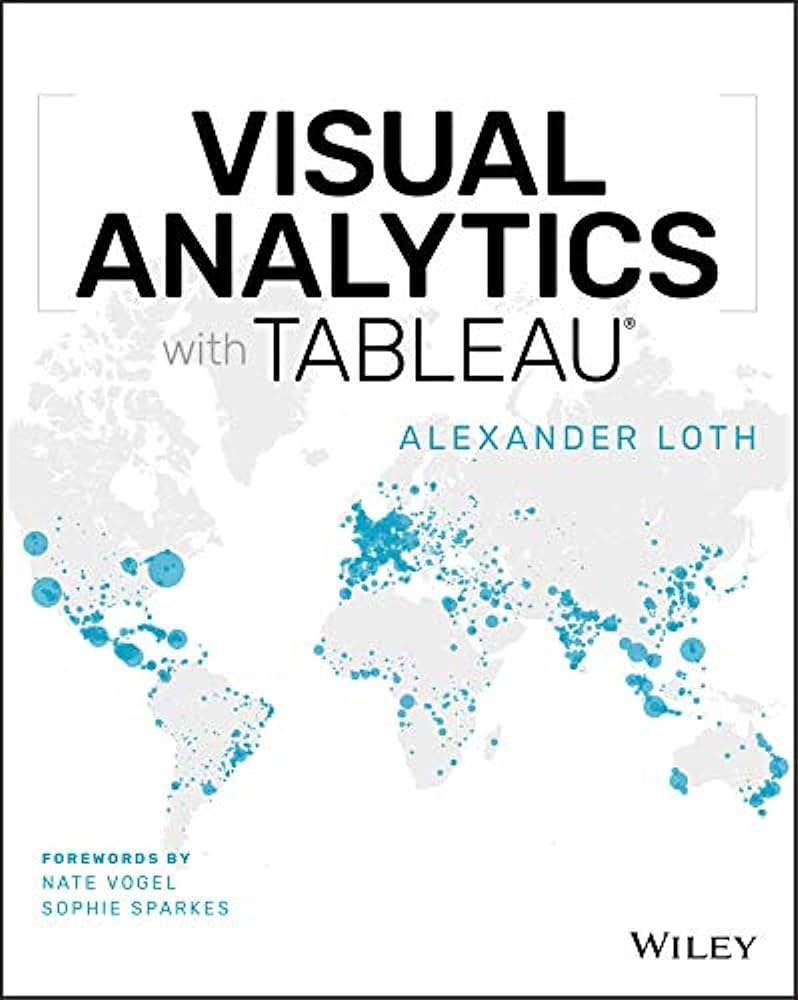 VISUAL
ANALYTICS
with TABLEAU®
ALEXANDER LOTH
FOREWORDS BY
NATE VOGEL
SOPHIE SPARKES
WILEY